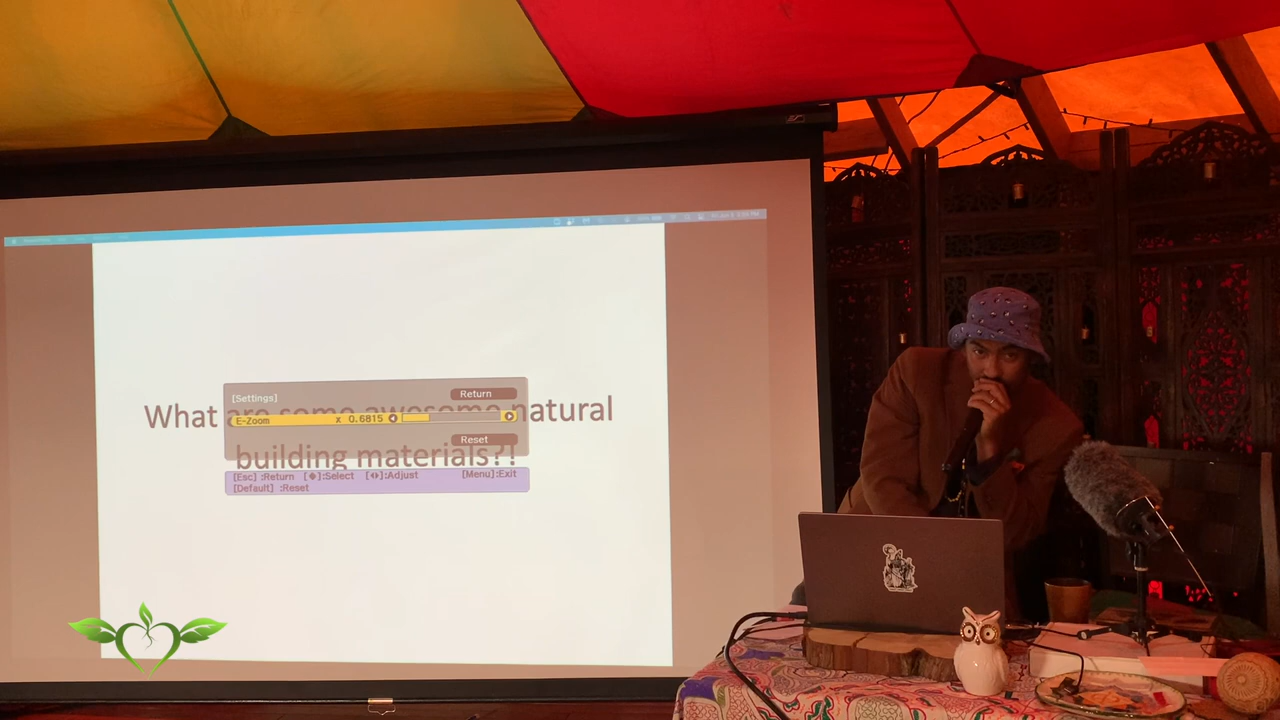 What are some awesome natural
building materials?!
[Settings]
Return
E-Zoom x 0.6815
Reset
[Esc] :Return [◆]:Select [◀▶]:Adjust [Menu]:Exit
[Default] :Reset